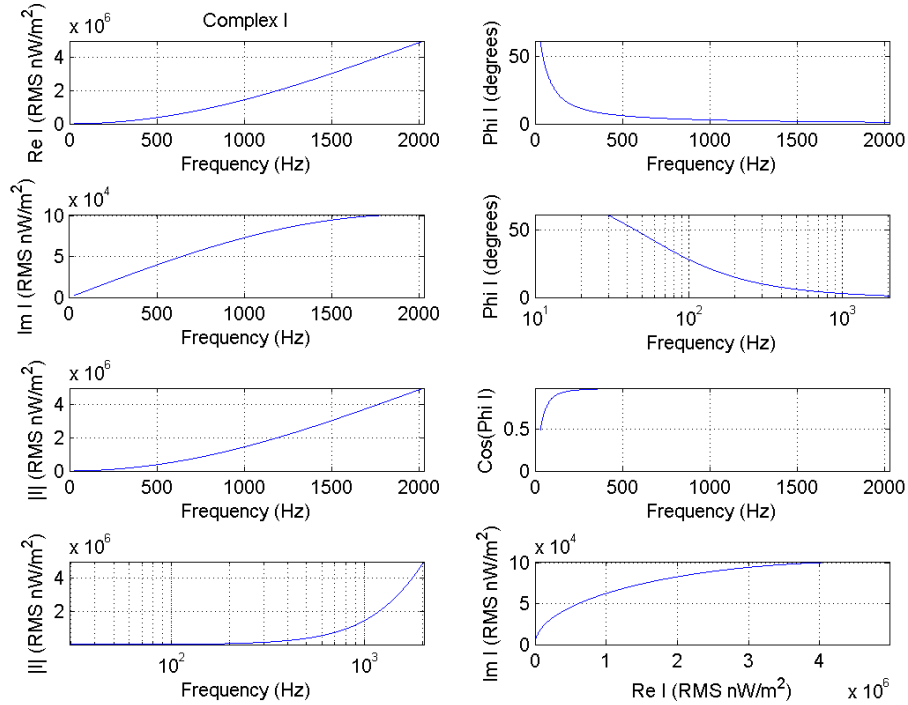 Complex I
x 10^6
Re I (RMS nW/m^2)
4
2
0
0 500 1000 1500 2000
Frequency (Hz)
Phi I (degrees)
50
0
0 500 1000 1500 2000
Frequency (Hz)
x 10^4
Im I (RMS nW/m^2)
10
5
0
0 500 1000 1500 2000
Frequency (Hz)
Phi I (degrees)
50
0
10^1 10^2 10^3
Frequency (Hz)
x 10^6
|I| (RMS nW/m^2)
4
2
0
0 500 1000 1500 2000
Frequency (Hz)
Cos(Phi I)
0.5
0
0 500 1000 1500 2000
Frequency (Hz)
x 10^6
|I| (RMS nW/m^2)
4
2
10^2 10^3
Frequency (Hz)
x 10^4
Im I (RMS nW/m^2)
10
5
0
0 1 2 3 4
Re I (RMS nW/m^2)
x 10^6